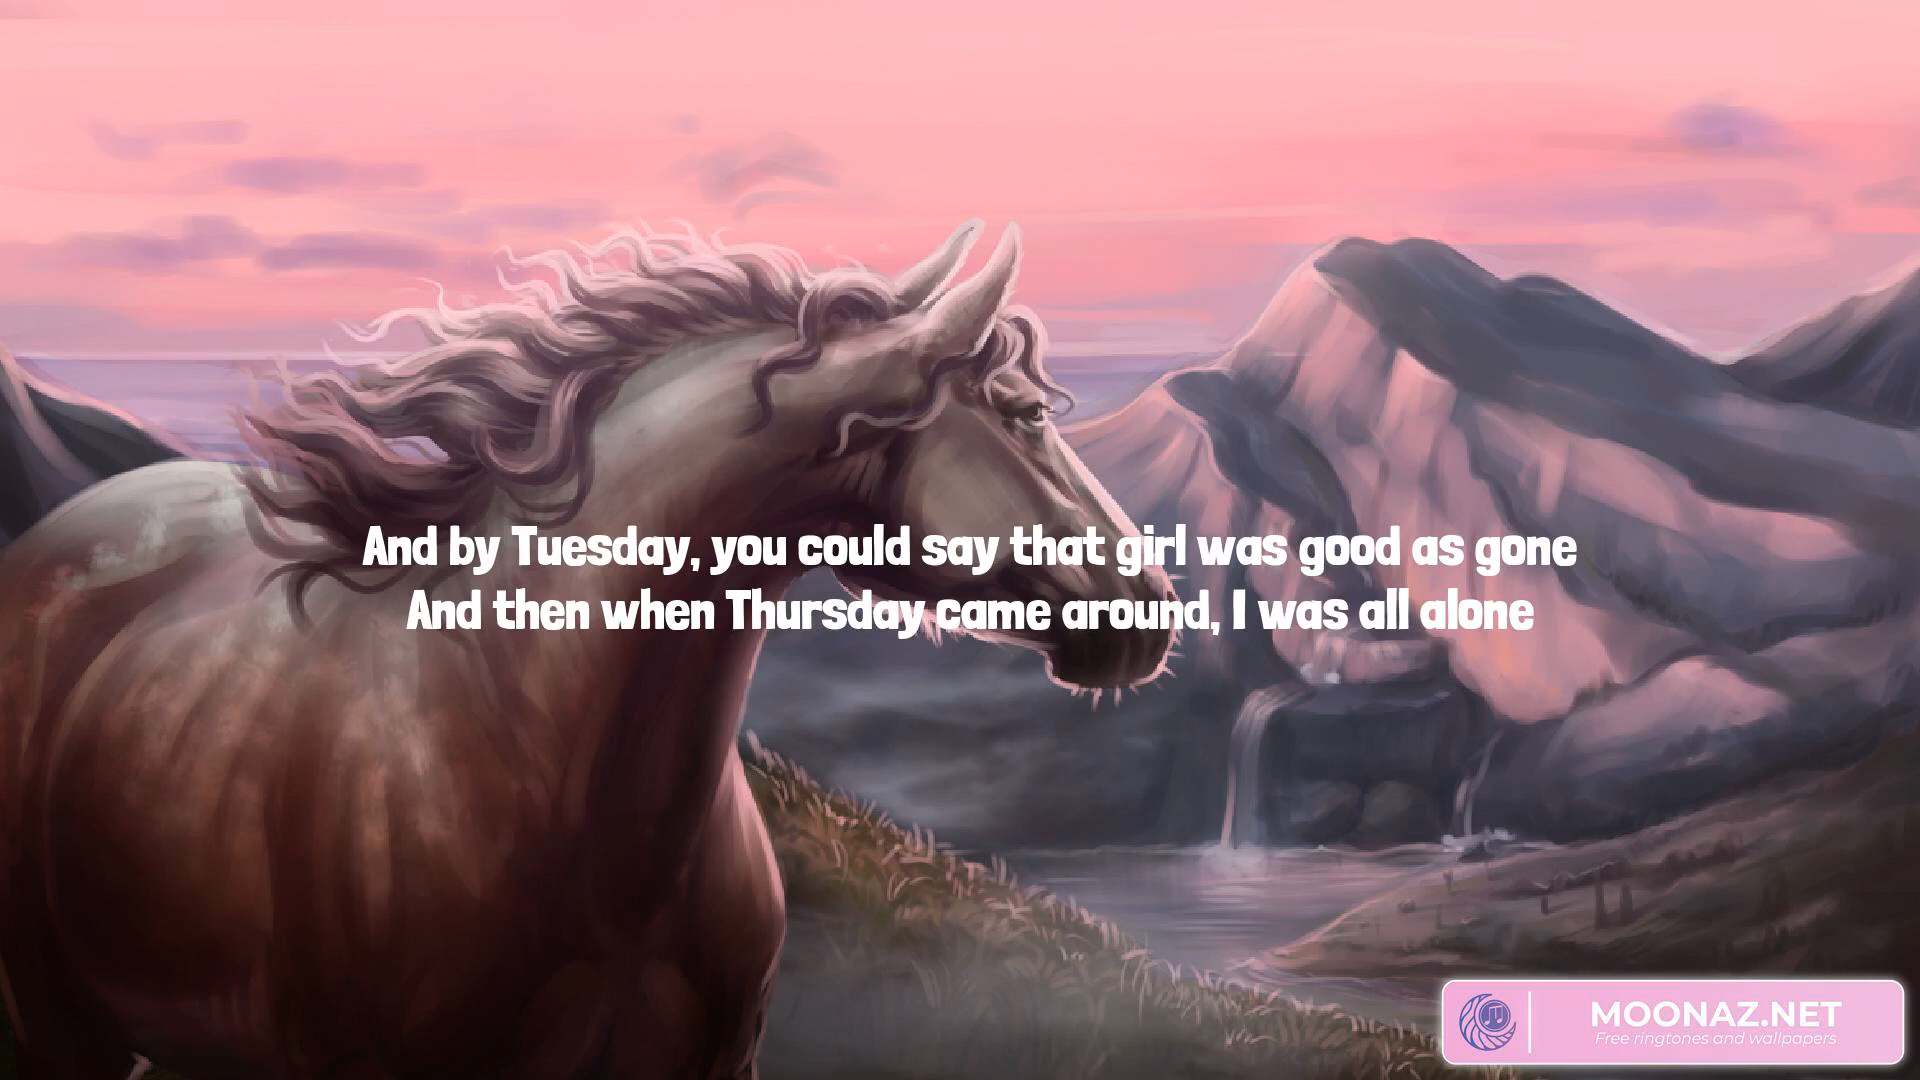 And by Tuesday, you could say that girl was good as gone
And then when Thursday came around, I was all alone
MOONAZ.NET
Free ringtones and wallpapers